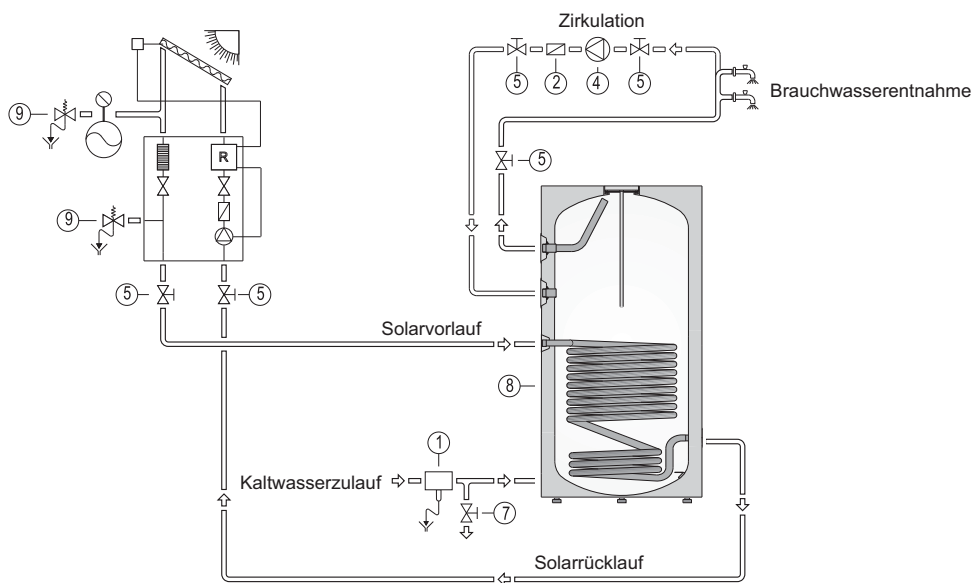 Zirkulation
5
2
4
5
Brauchwasserentnahme
9
R
5
9
5
5
Solarvorlauf
8
1
Kaltwasserzulauf
7
Solarrücklauf